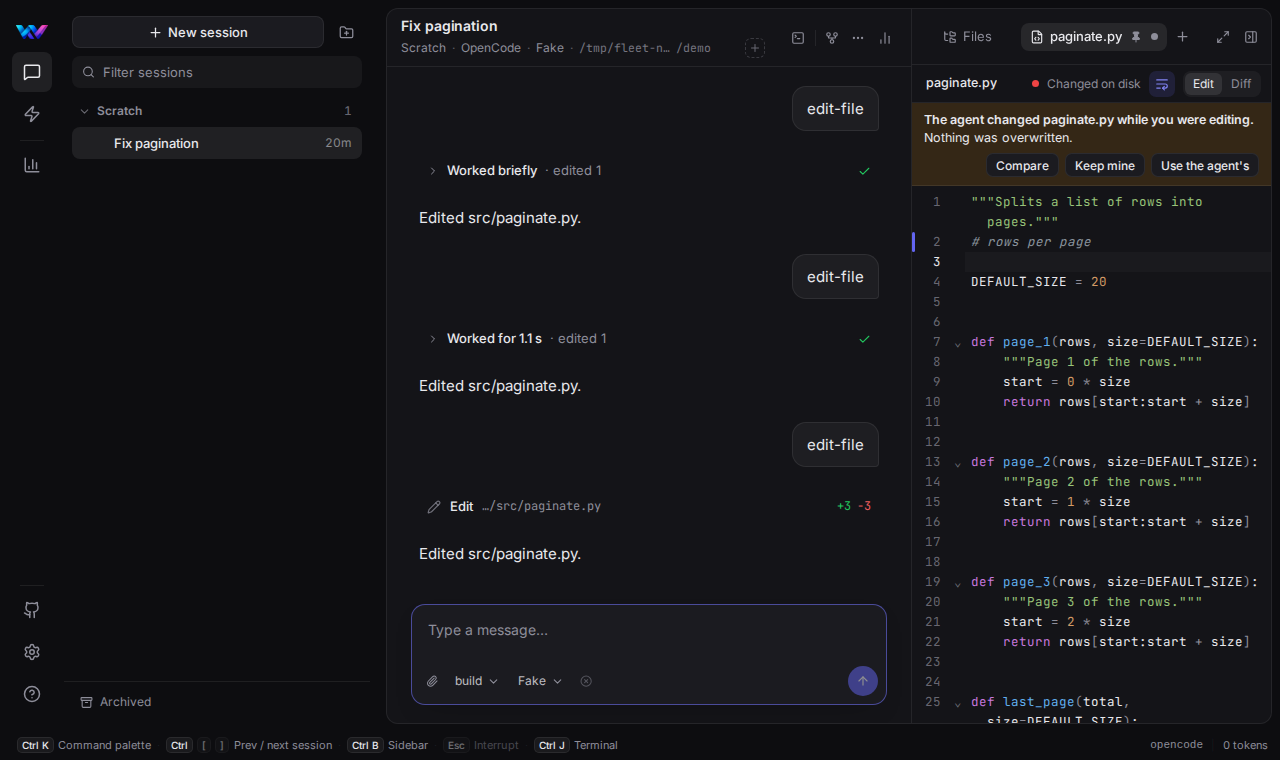 New session
Filter sessions
Scratch 1
Fix pagination 20m
Archived
Fix pagination
Scratch · OpenCode · Fake · /tmp/fleet-n… /demo
edit-file
Worked briefly · edited 1
Edited src/paginate.py.
edit-file
Worked for 1.1s · edited 1
Edited src/paginate.py.
edit-file
Edit …/src/paginate.py +3 -3
Edited src/paginate.py.
Type a message...
build Fake
Files paginate.py
paginate.py Changed on disk Edit Diff
The agent changed paginate.py while you were editing.
Nothing was overwritten.
Compare Keep mine Use the agent's
1 """Splits a list of rows into
pages."""
2 # rows per page
3
4 DEFAULT_SIZE = 20
5
6
7 def page_1(rows, size=DEFAULT_SIZE):
8 """Page 1 of the rows."""
9 start = 0 * size
10 return rows[start:start + size]
11
12
13 def page_2(rows, size=DEFAULT_SIZE):
14 """Page 2 of the rows."""
15 start = 1 * size
16 return rows[start:start + size]
17
18
19 def page_3(rows, size=DEFAULT_SIZE):
20 """Page 3 of the rows."""
21 start = 2 * size
22 return rows[start:start + size]
23
24
25 def last_page(total,
size=DEFAULT_SIZE):
Ctrl K Command palette Ctrl [ ] Prev / next session Ctrl B Sidebar Esc Interrupt Ctrl J Terminal opencode 0 tokens